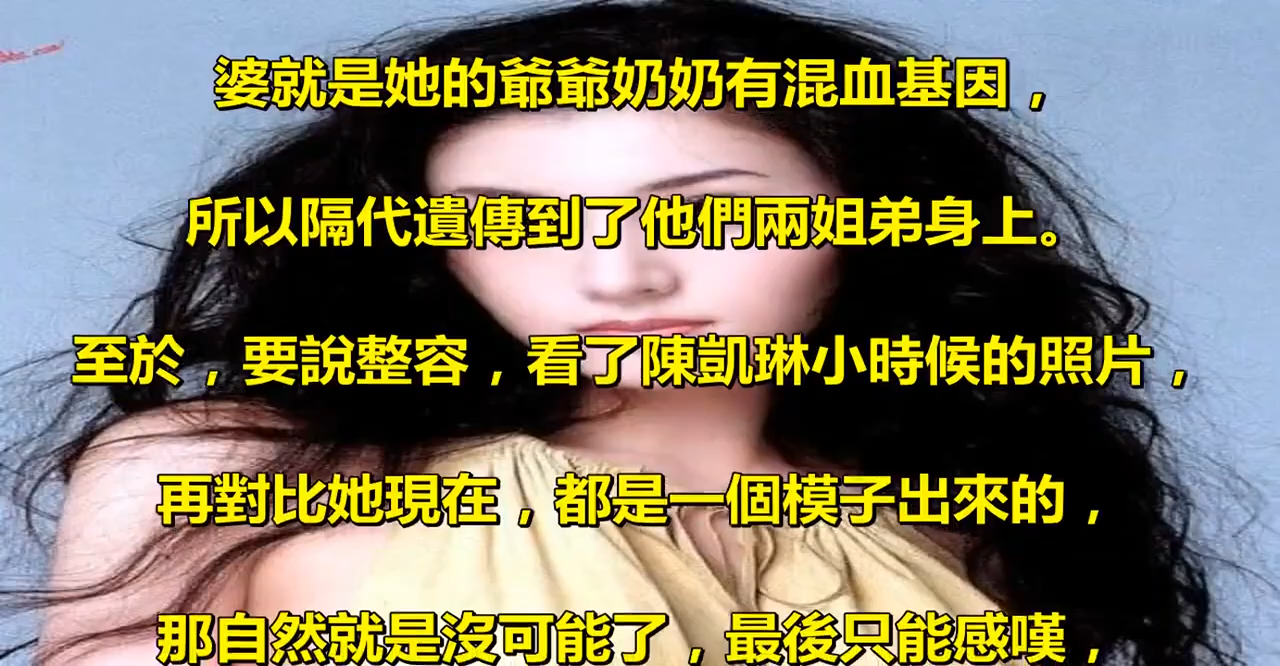 婆就是她的爺爺奶奶有混血基因，
所以隔代遺傳到了他們兩姐弟身上。
至於，要說整容，看了陳凱琳小時候的照片，
再對比她現在，都是一個模子出來的，
那自然就是沒可能了，最後只能感嘆，